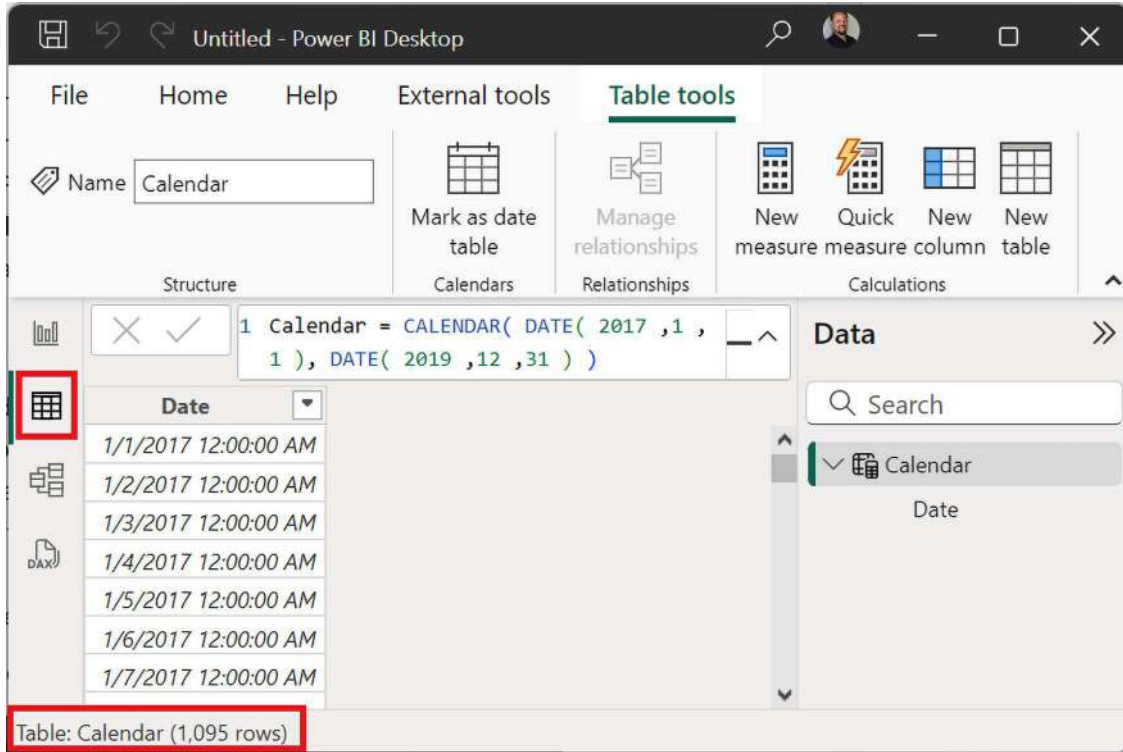 Untitled - Power BI Desktop
File Home Help External tools Table tools
Name Calendar
Mark as date
table
Manage
relationships
New
measure
Quick
measure
New
column
New
table
Structure Calendars Relationships Calculations
1 Calendar = CALENDAR( DATE( 2017 ,1 ,
1 ), DATE( 2019 ,12 ,31 ) )
Data
Search
Calendar
Date
Date
1/1/2017 12:00:00 AM
1/2/2017 12:00:00 AM
1/3/2017 12:00:00 AM
1/4/2017 12:00:00 AM
1/5/2017 12:00:00 AM
1/6/2017 12:00:00 AM
1/7/2017 12:00:00 AM
DAX
Table: Calendar (1,095 rows)